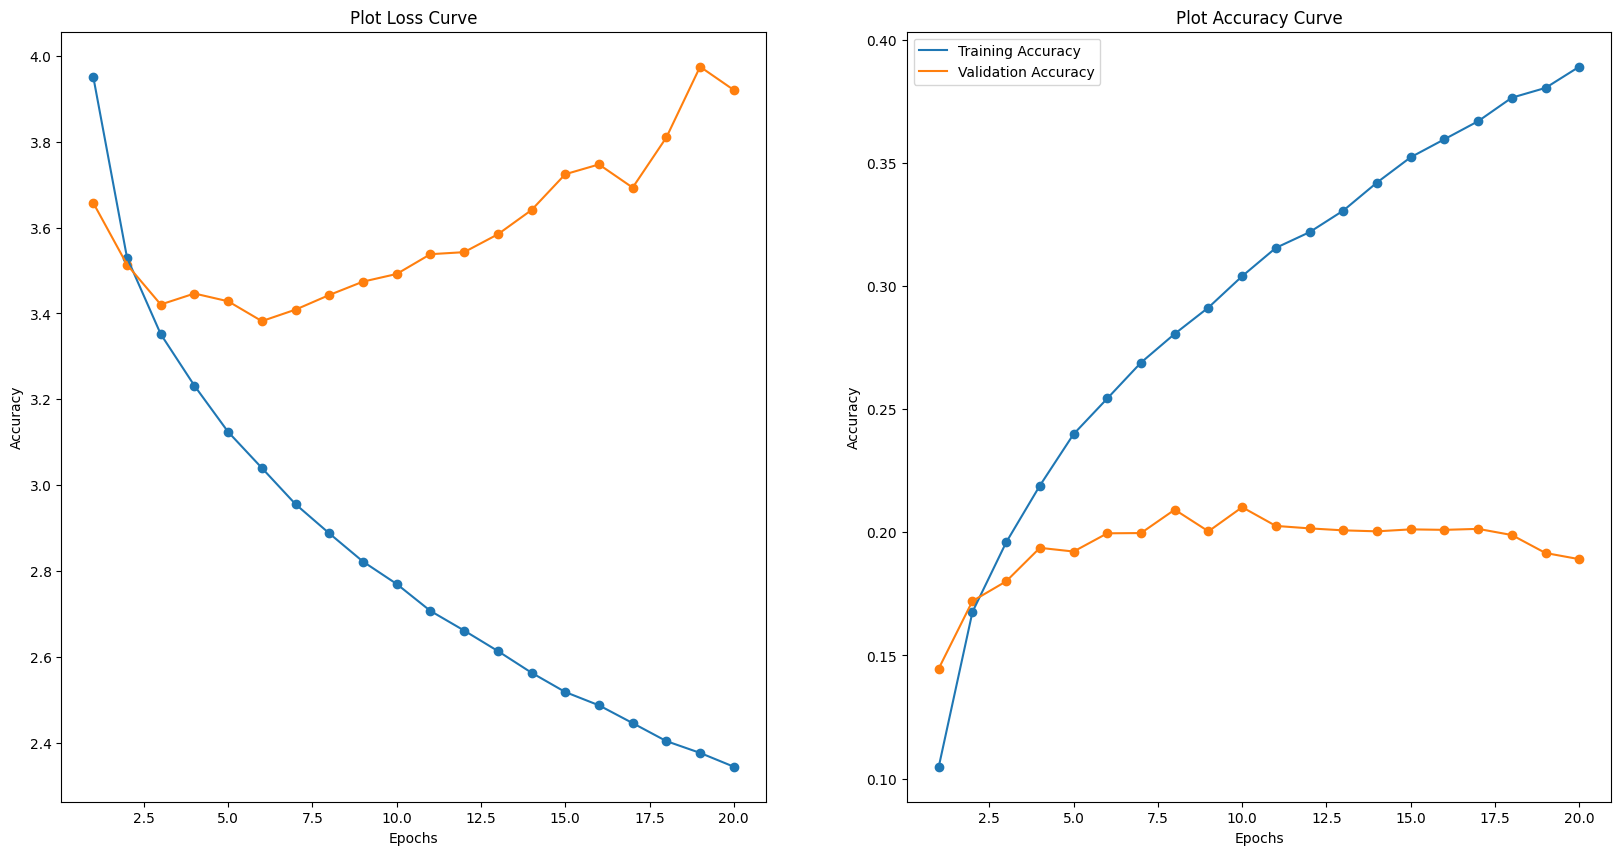 Plot Loss Curve
4.0
3.8
3.6
3.4
3.2
3.0
2.8
2.6
2.4
Accuracy
2.5 5.0 7.5 10.0 12.5 15.0 17.5 20.0
Epochs
Plot Accuracy Curve
Training Accuracy
Validation Accuracy
0.40
0.35
0.30
0.25
0.20
0.15
0.10
Accuracy
2.5 5.0 7.5 10.0 12.5 15.0 17.5 20.0
Epochs